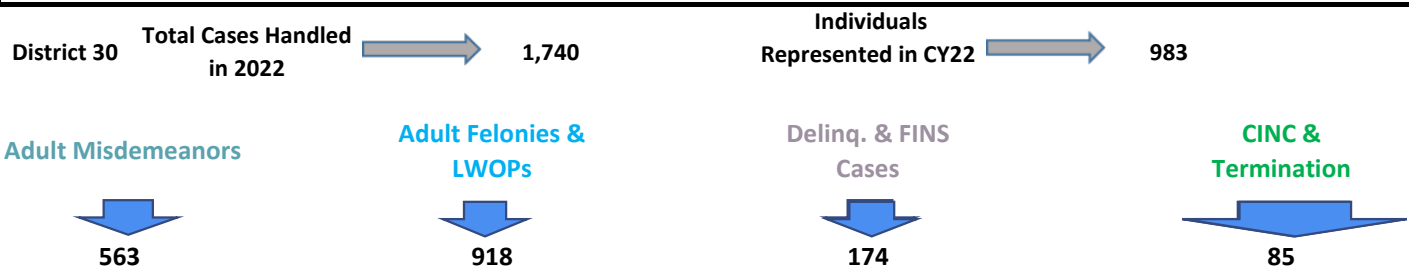 District 30 Total Cases Handled in 2022 1,740 Individuals Represented in CY22 983
Adult Misdemeanors
Adult Felonies &
LWOPs
Delinq. & FINS
Cases
CINC &
Termination
563 918 174 85